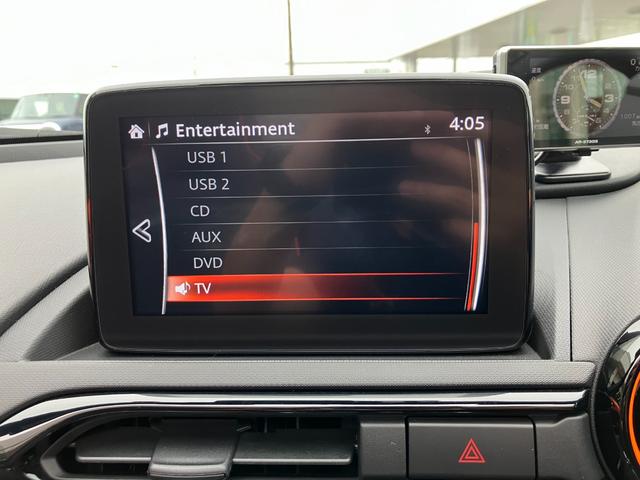 Entertainment 4:05
USB 1
USB 2
CD
AUX
DVD
TV